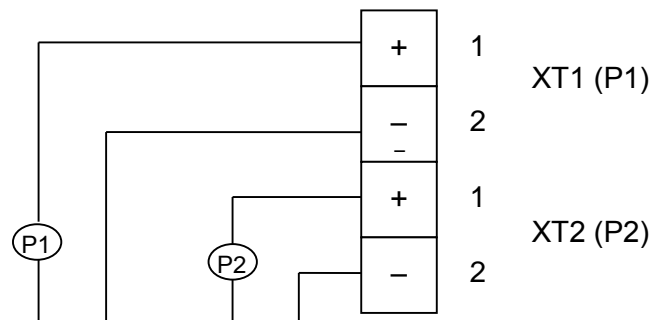 + 1
XT1 (P1)
– 2
–
+ 1
XT2 (P2)
P1
P2
– 2